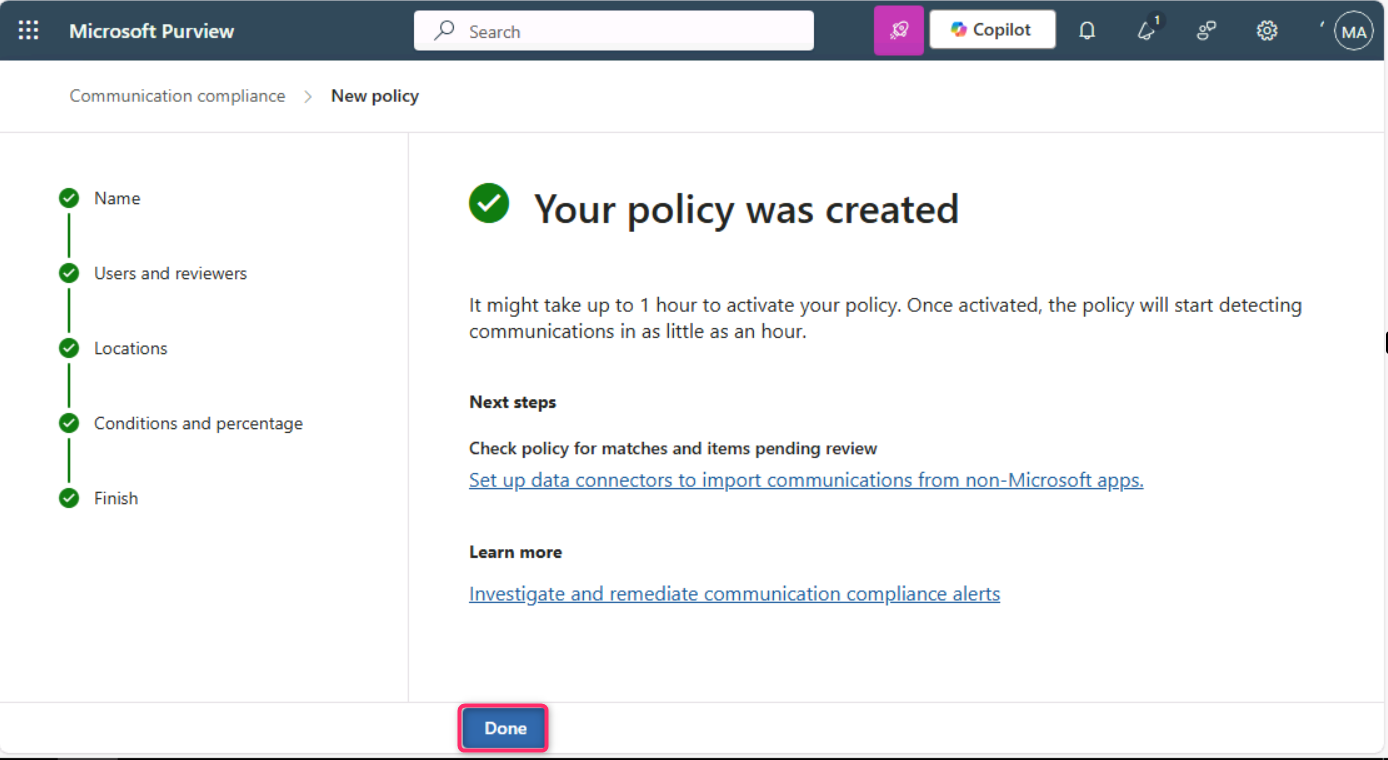 Microsoft Purview
Search
Copilot
1
MA
Communication compliance > New policy
Name
Users and reviewers
Locations
Conditions and percentage
Finish
Your policy was created
It might take up to 1 hour to activate your policy. Once activated, the policy will start detecting
communications in as little as an hour.
Next steps
Check policy for matches and items pending review
Set up data connectors to import communications from non-Microsoft apps.
Learn more
Investigate and remediate communication compliance alerts
Done